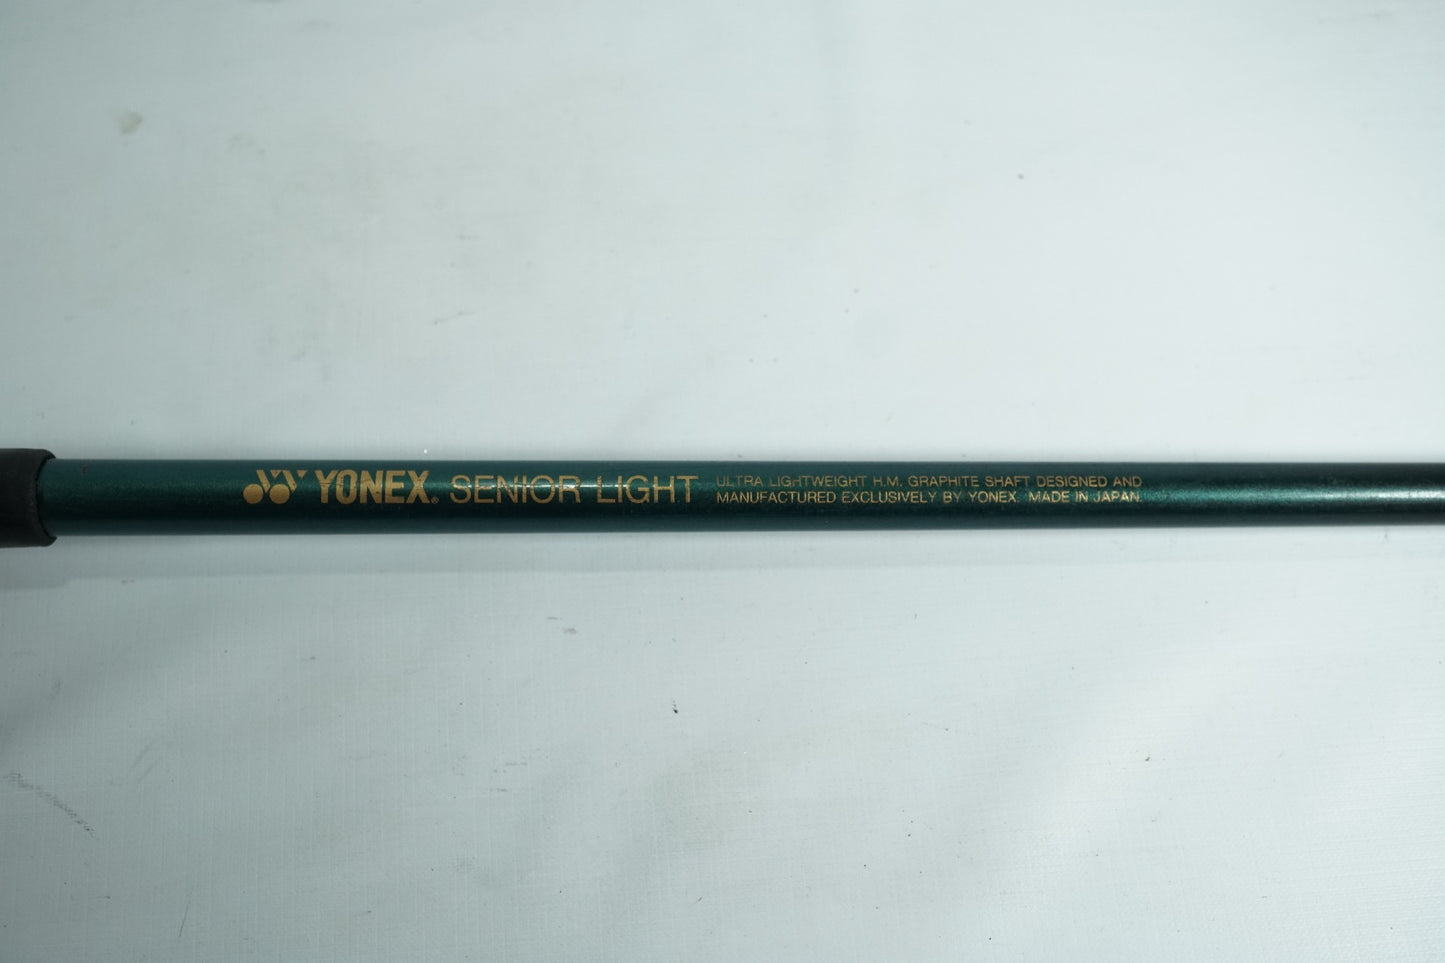 YONEX® SENIOR LIGHT
ULTRA LIGHTWEIGHT H.M. GRAPHITE SHAFT DESIGNED AND
MANUFACTURED EXCLUSIVELY BY YONEX. MADE IN JAPAN.